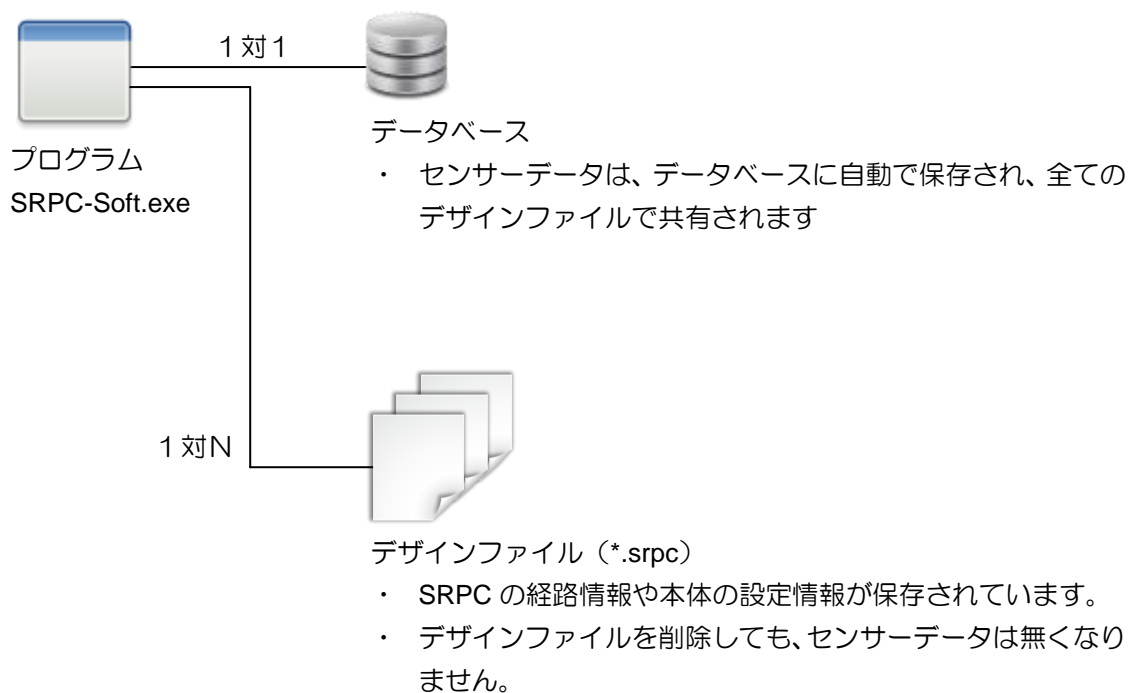 1対1
データベース
プログラム
SRPC-Soft.exe
・ センサーデータは、データベースに自動で保存され、全ての
デザインファイルで共有されます
1対N
デザインファイル（*.srpc）
・ SRPC の経路情報や本体の設定情報が保存されています。
・ デザインファイルを削除しても、センサーデータは無くなり
ません。